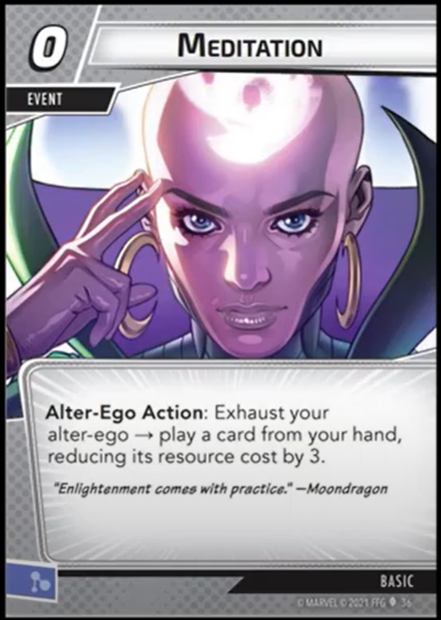 0
MEDITATION
EVENT
Alter-Ego Action: Exhaust your
alter-ego → play a card from your hand,
reducing its resource cost by 3.
"Enlightenment comes with practice." —Moondragon
BASIC
© MARVEL © 2021 FFG 36